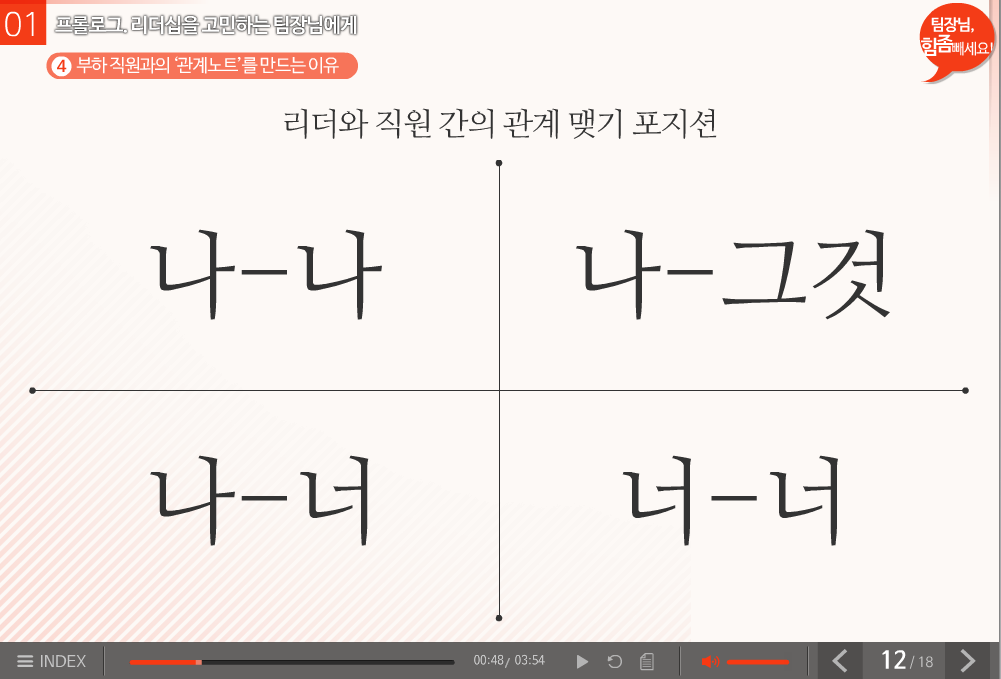 01 프롤로그. 리더십을 고민하는 팀장님에게
팀장님,
힘좀빼세요!
4 부하 직원과의 '관계노트'를 만드는 이유
리더와 직원 간의 관계 맺기 포지션
나-나
나-그것
나-너
너-너
INDEX
00:48 / 03:54
12 / 18